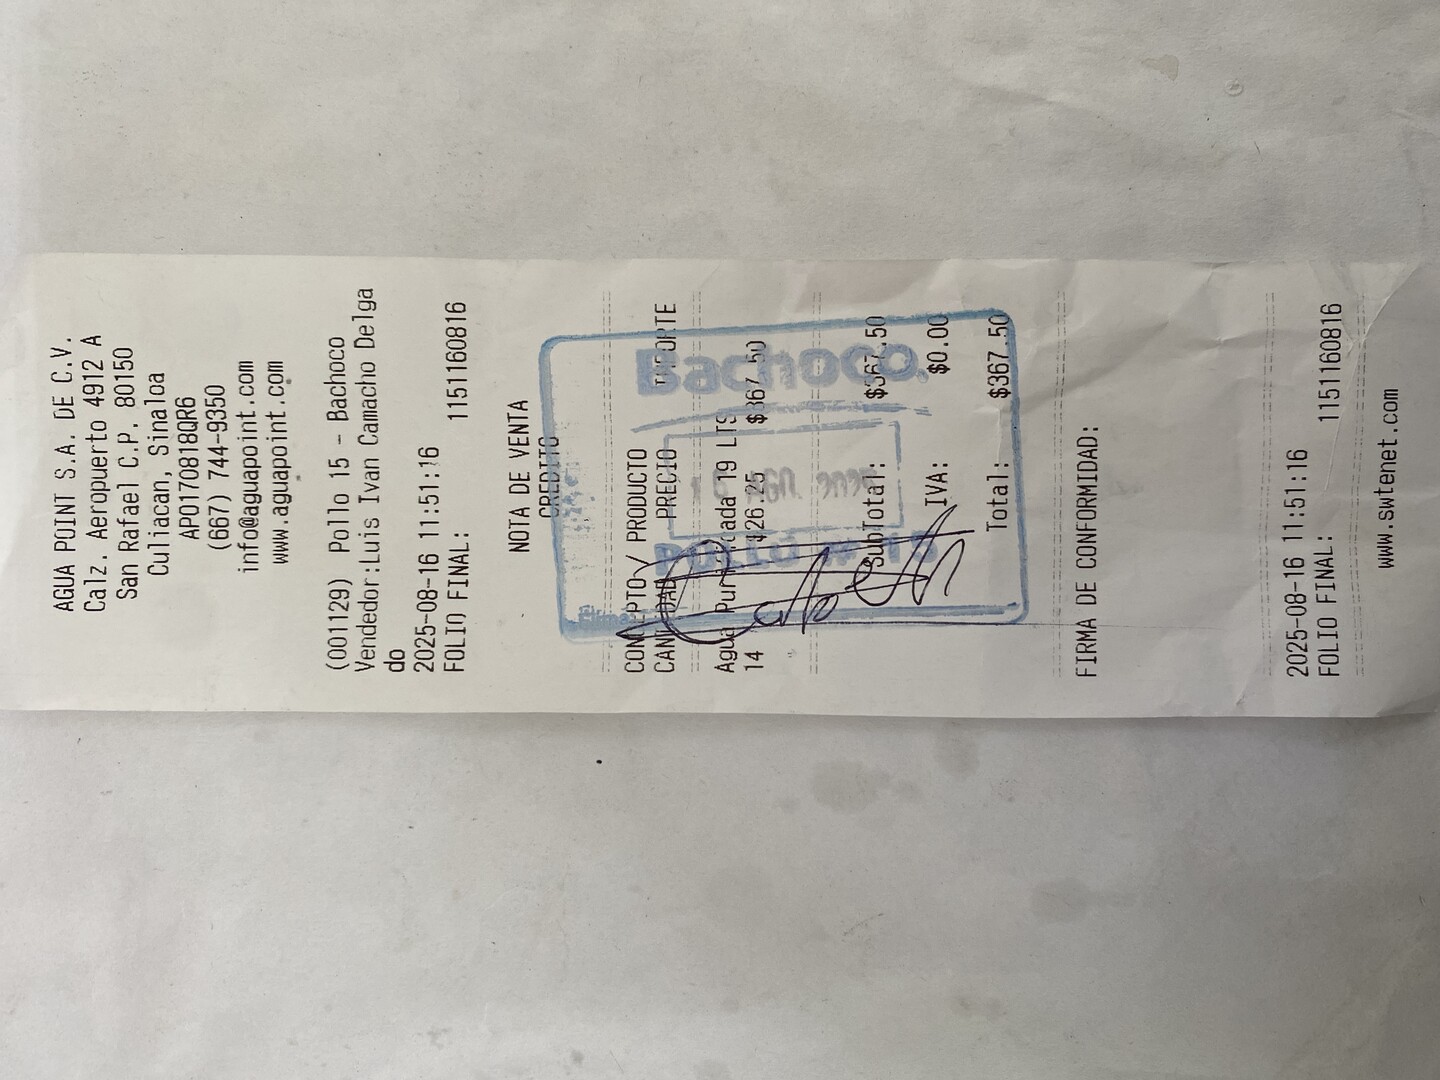 AGUA POINT S.A. DE C.V.
Calz. Aeropuerto 4912 A
San Rafael C.P. 80150
Culiacan, Sinaloa
APO170818QR6
(667) 744-9350
info@aguapoint.com
www.aguapoint.com
(001129) Pollo 15 - Bachoco
Vendedor:Luis Ivan Camacho Delga
do
2025-08-16 11:51:16
FOLIO FINAL: 1151160816
NOTA DE VENTA
CREDITO
CONCEPTO / PRODUCTO
CANTIDAD PRECIO IMPORTE
Agua Purificada 19 LTS
14 $26.25 $367.50
SubTotal: $367.50
IVA: $0.00
Total: $367.50
Bachoco
POLLO # 15
Firma:
FIRMA DE CONFORMIDAD:
2025-08-16 11:51:16
FOLIO FINAL: 1151160816
www.swtenet.com